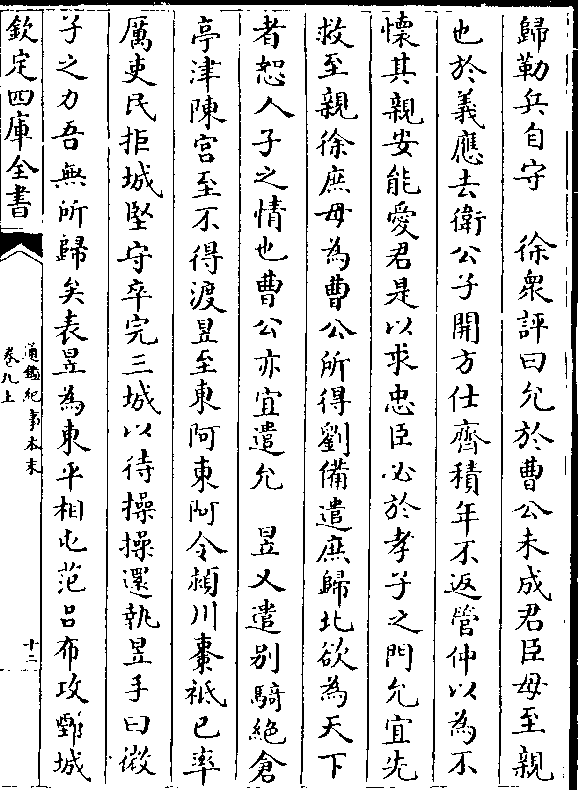 歸勒兵自守　徐衆評曰允於曹公未成君臣母至親
也於義應去衛公子開方仕齊積年不返管仲以為不
懐其親安能愛君是以求忠臣必於孝子之門允宜先
救至親徐庶母為曹公所得劉備遣庶歸北欲為天下
者恕人子之情也曹公亦宜遣允　昱又遣别騎絶倉
亭津陳宫至不得渡昱至東阿東阿令潁川棗祗已率
厲吏民拒城堅守卒完三城以待操操還執昱手曰微
子之力吾無所歸矣表昱為東平相屯范吕布攻鄄城
欽定四庫全書
通鑑紀事本末
卷九上
十二